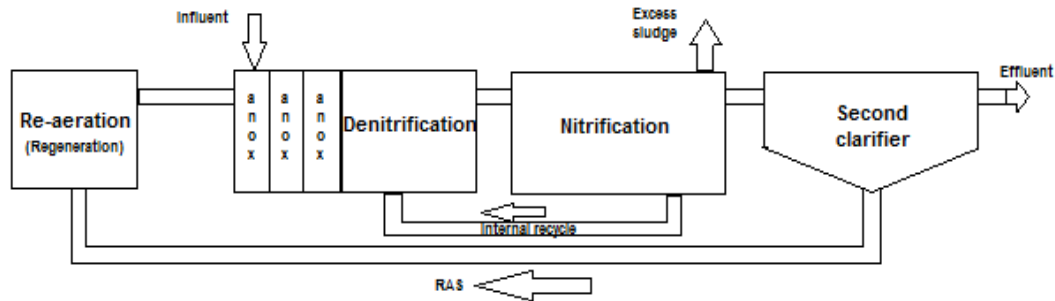 Influent
Excess
sludge
Effluent
Re-aeration
(Regeneration)
a
n
o
x
a
n
o
x
a
n
o
x
Denitrification
Nitrification
Second
clarifier
Internal recycle
RAS